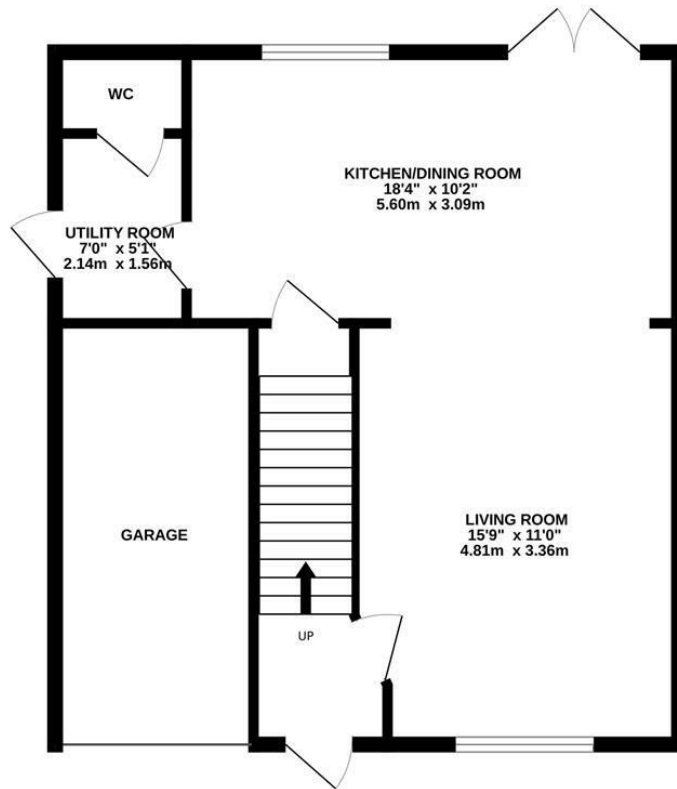 WC
KITCHEN/DINING ROOM
18'4" x 10'2"
5.60m x 3.09m
UTILITY ROOM
7'0" x 5'1"
2.14m x 1.56m
LIVING ROOM
15'9" x 11'0"
4.81m x 3.36m
GARAGE
UP